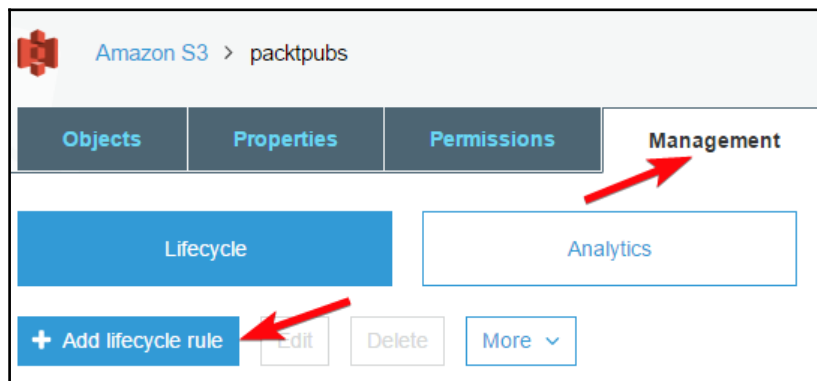 Amazon S3 > packtpubs
Objects Properties Permissions Management
Lifecycle Analytics
+ Add lifecycle rule Edit Delete More